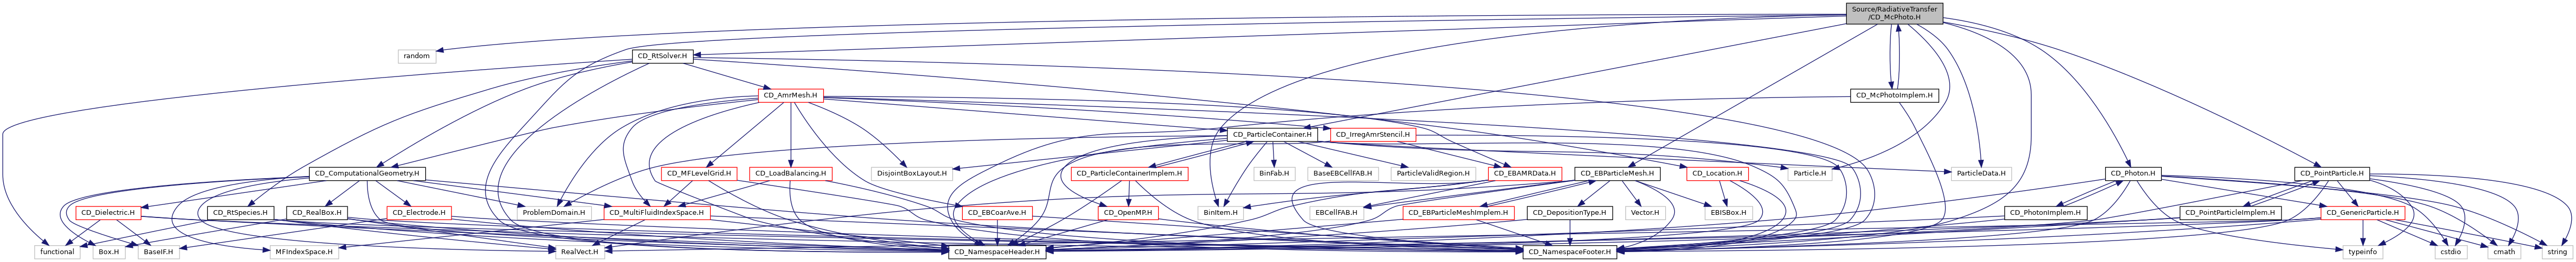 Source/RadiativeTransfer
/CD_McPhoto.H
random
CD_RtSolver.H
CD_AmrMesh.H
CD_McPhotoImplem.H
CD_ParticleContainer.H
CD_IrregAmrStencil.H
CD_ComputationalGeometry.H
DisjointBoxLayout.H
CD_MFLevelGrid.H
CD_LoadBalancing.H
CD_ParticleContainerImplem.H
BinFab.H
BaseEBCellFAB.H
ParticleValidRegion.H
CD_EBAMRData.H
CD_EBParticleMesh.H
CD_Location.H
Particle.H
ParticleData.H
CD_Photon.H
CD_PointParticle.H
CD_Dielectric.H
CD_RtSpecies.H
CD_RealBox.H
CD_Electrode.H
ProblemDomain.H
CD_MultiFluidIndexSpace.H
CD_EBCoarAve.H
CD_OpenMP.H
BinItem.H
EBCellFAB.H
CD_EBParticleMeshImplem.H
CD_DepositionType.H
Vector.H
EBISBox.H
CD_PhotonImplem.H
CD_PointParticleImplem.H
CD_GenericParticle.H
functional
Box.H
BaseIF.H
MFIndexSpace.H
RealVect.H
CD_NamespaceHeader.H
CD_NamespaceFooter.H
typeinfo
cstdio
cmath
string